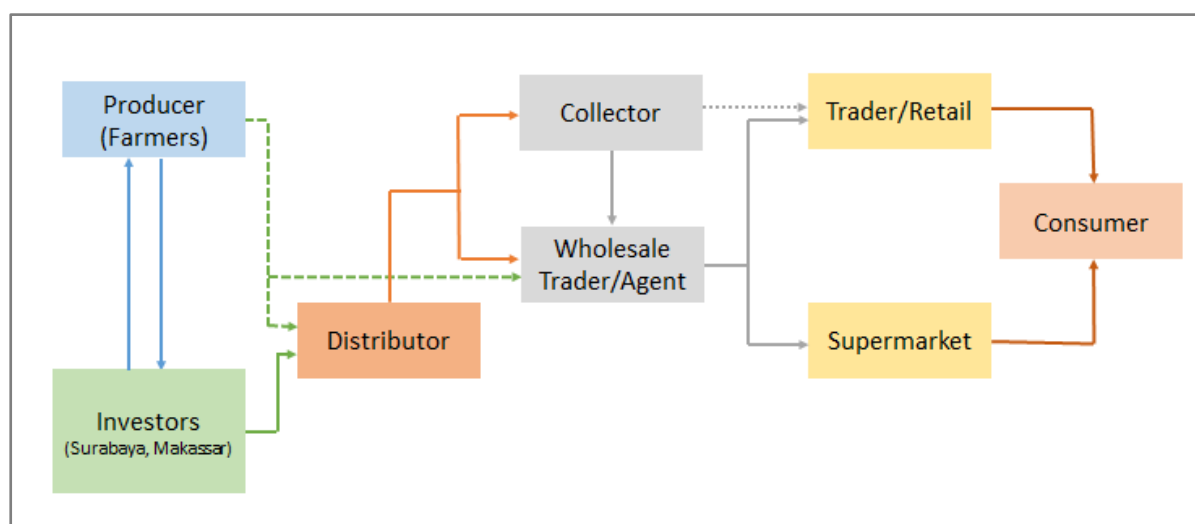 Producer
(Farmers)
Collector
Trader/Retail
Consumer
Wholesale
Trader/Agent
Distributor
Supermarket
Investors
(Surabaya, Makassar)